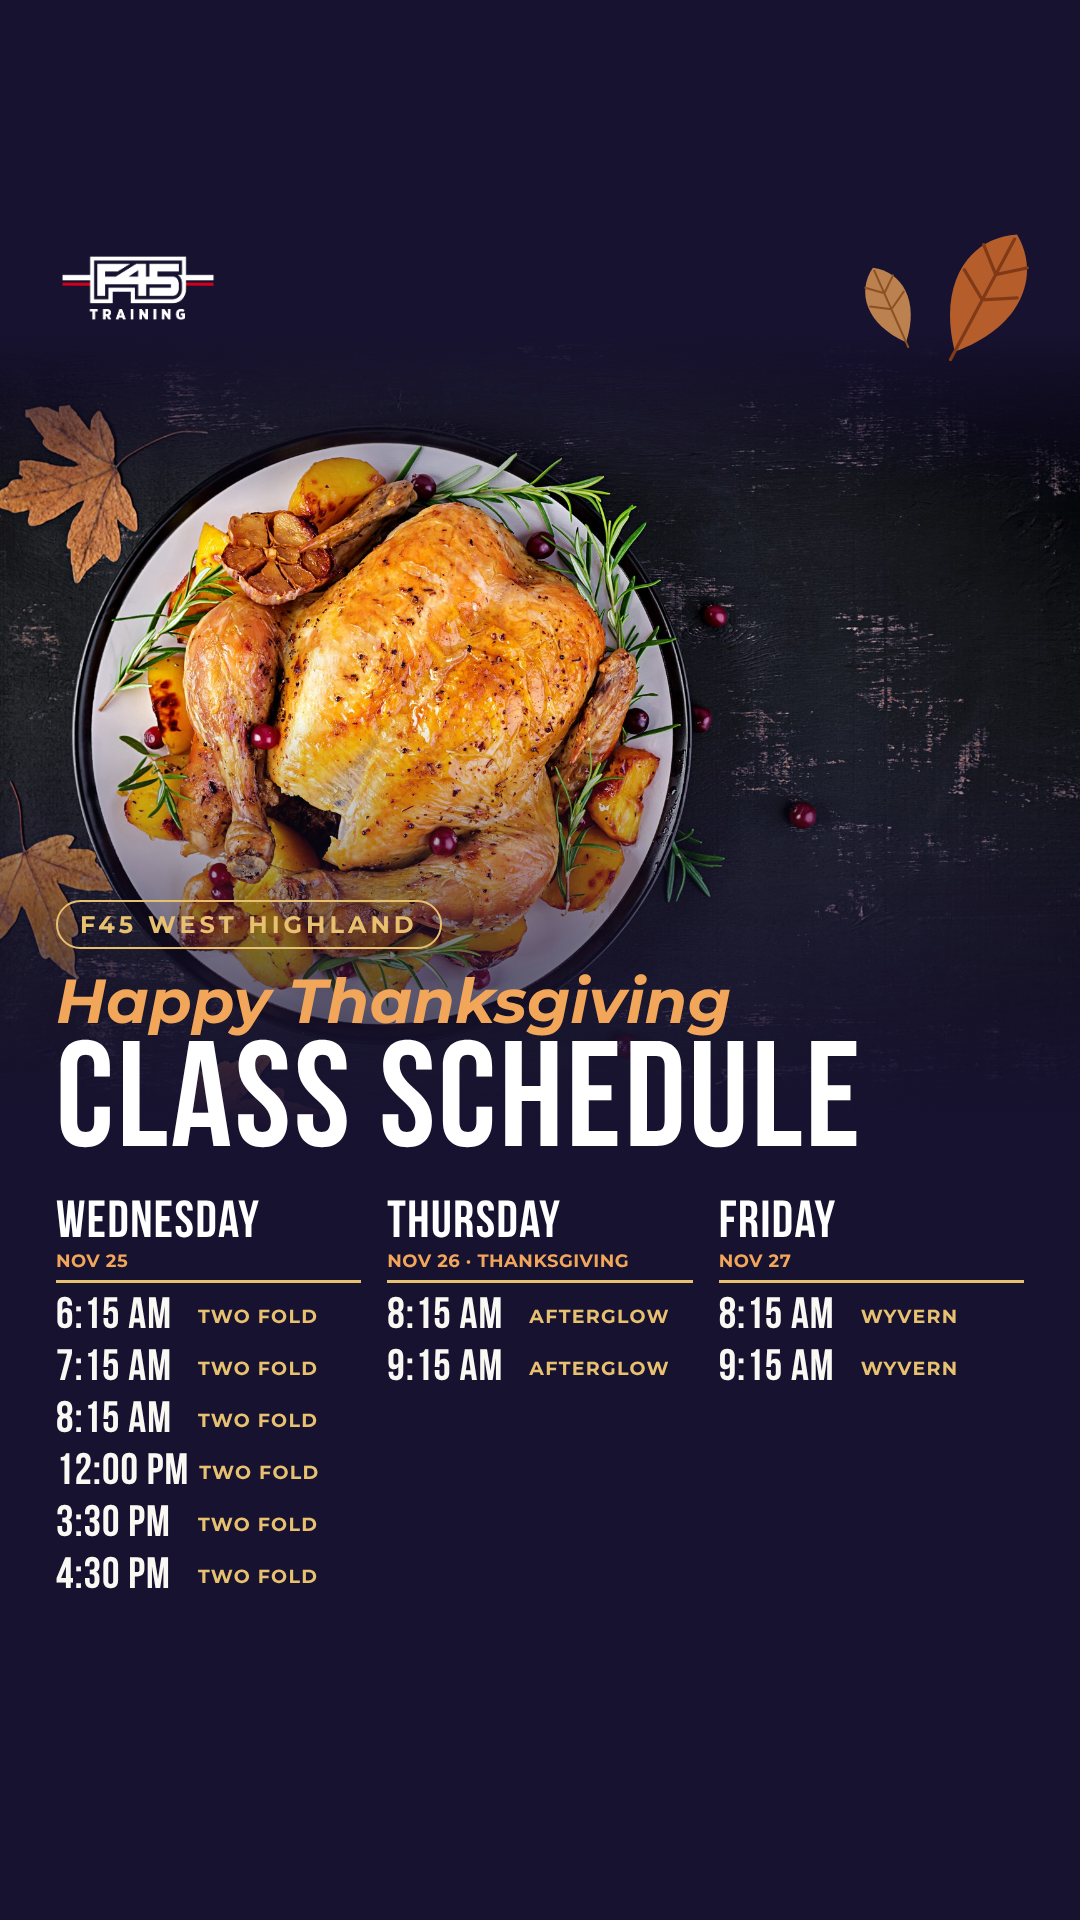 F45
TRAINING
F45 WEST HIGHLAND
Happy Thanksgiving
CLASS SCHEDULE
WEDNESDAY
NOV 25
6:15 AM TWO FOLD
7:15 AM TWO FOLD
8:15 AM TWO FOLD
12:00 PM TWO FOLD
3:30 PM TWO FOLD
4:30 PM TWO FOLD
THURSDAY
NOV 26 · THANKSGIVING
8:15 AM AFTERGLOW
9:15 AM AFTERGLOW
FRIDAY
NOV 27
8:15 AM WYVERN
9:15 AM WYVERN